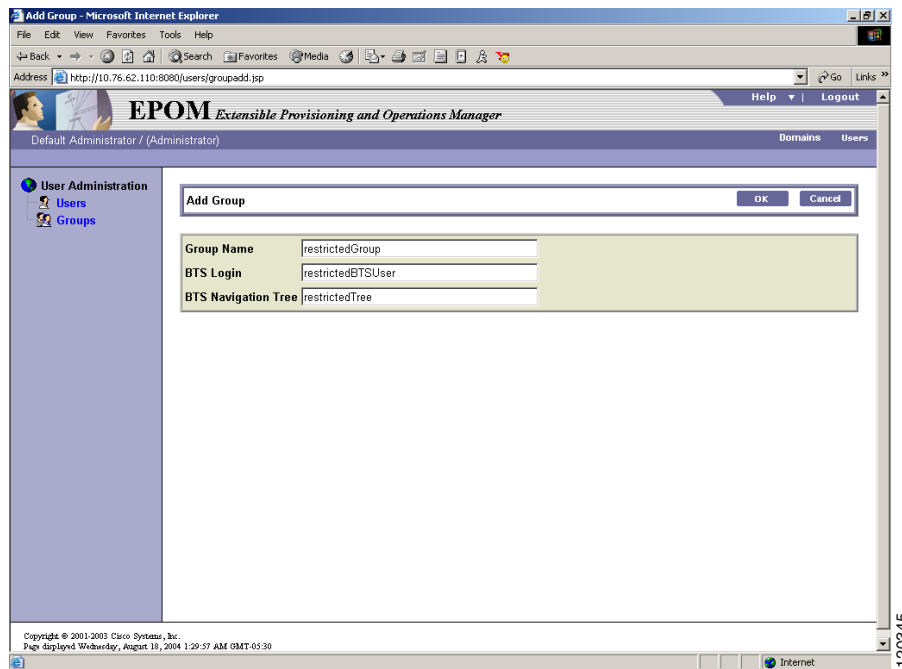 Add Group - Microsoft Internet Explorer
File Edit View Favorites Tools Help
Back Search Favorites Media
Address http://10.76.62.110:8080/users/groupadd.jsp Go Links »
Help | Logout
EPOM Extensible Provisioning and Operations Manager
Default Administrator / (Administrator) Domains Users
User Administration
Users
Groups
Add Group OK Cancel
Group Name restrictedGroup
BTS Login restrictedBTSUser
BTS Navigation Tree restrictedTree
Copyright © 2001-2003 Cisco Systems, Inc.
Page displayed Wednesday, August 18, 2004 1:29:57 AM GMT-05:30
Internet
120345